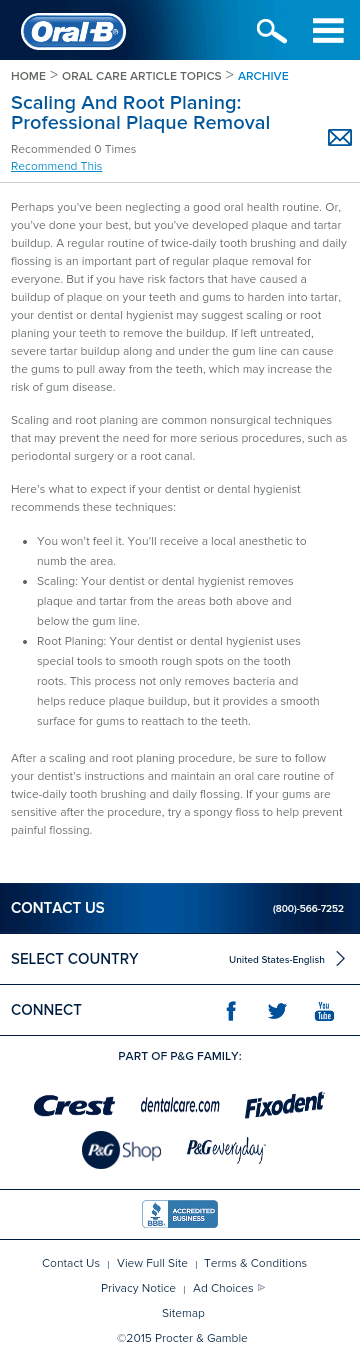 Oral-B®
HOME > ORAL CARE ARTICLE TOPICS > ARCHIVE
Scaling And Root Planing:
Professional Plaque Removal
Recommended 0 Times
Recommend This
Perhaps you've been neglecting a good oral health routine. Or,
you've done your best, but you've developed plaque and tartar
buildup. A regular routine of twice-daily tooth brushing and daily
flossing is an important part of regular plaque removal for
everyone. But if you have risk factors that have caused a
buildup of plaque on your teeth and gums to harden into tartar,
your dentist or dental hygienist may suggest scaling or root
planing your teeth to remove the buildup. If left untreated,
severe tartar buildup along and under the gum line can cause
the gums to pull away from the teeth, which may increase the
risk of gum disease.
Scaling and root planing are common nonsurgical techniques
that may prevent the need for more serious procedures, such as
periodontal surgery or a root canal.
Here's what to expect if your dentist or dental hygienist
recommends these techniques:
• You won't feel it. You'll receive a local anesthetic to
numb the area.
• Scaling: Your dentist or dental hygienist removes
plaque and tartar from the areas both above and
below the gum line.
• Root Planing: Your dentist or dental hygienist uses
special tools to smooth rough spots on the tooth
roots. This process not only removes bacteria and
helps reduce plaque buildup, but it provides a smooth
surface for gums to reattach to the teeth.
After a scaling and root planing procedure, be sure to follow
your dentist's instructions and maintain an oral care routine of
twice-daily tooth brushing and daily flossing. If your gums are
sensitive after the procedure, try a spongy floss to help prevent
painful flossing.
CONTACT US (800)-566-7252
SELECT COUNTRY United States-English
CONNECT f You Tube
PART OF P&G FAMILY:
Crest dentalcare.com Fixodent
P&G Shop P&G everyday
BBB. ACCREDITED BUSINESS
Contact Us | View Full Site | Terms & Conditions
Privacy Notice | Ad Choices
Sitemap
©2015 Procter & Gamble